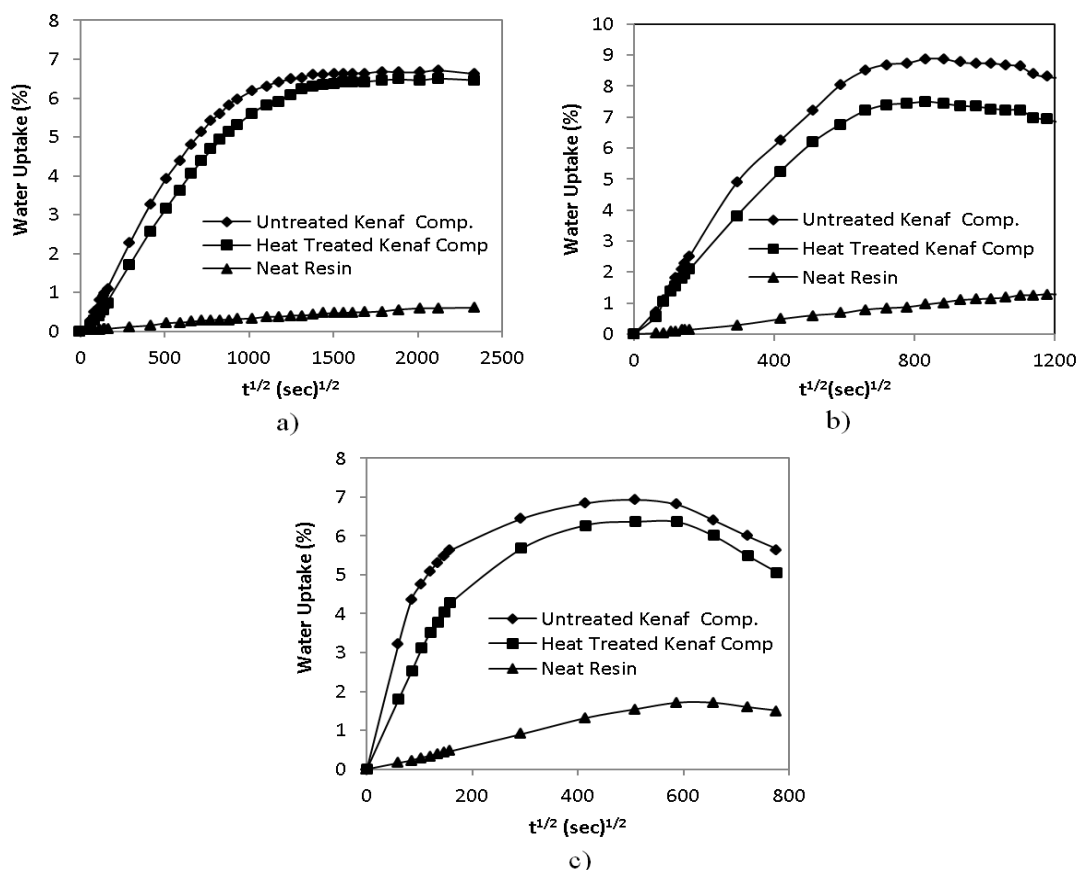 8
7
6
5
4
3
2
1
0
Water Uptake (%)
Untreated Kenaf Comp.
Heat Treated Kenaf Comp
Neat Resin
0 500 1000 1500 2000 2500
t1/2 (sec)1/2
a)
10
9
8
7
6
5
4
3
2
1
0
Water Uptake (%)
Untreated Kenaf Comp.
Heat Treated Kenaf Comp
Neat Resin
0 400 800 1200
t1/2(sec)1/2
b)
8
7
6
5
4
3
2
1
0
Water Uptake (%)
Untreated Kenaf Comp.
Heat Treated Kenaf Comp
Neat Resin
0 200 400 600 800
t1/2 (sec)1/2
c)